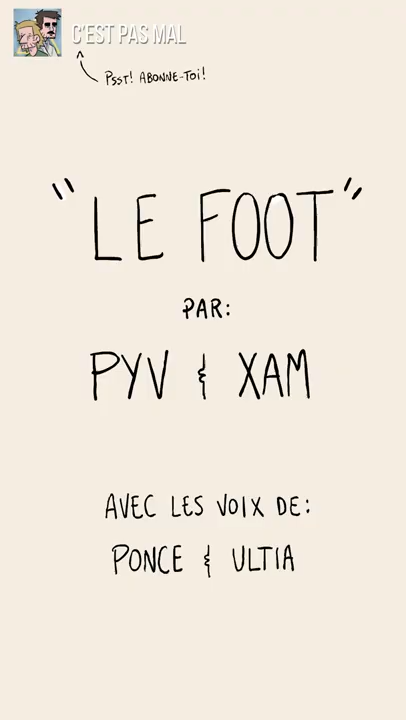 C'EST PAS MAL
PSST! ABONNE-TOI!
"LE FOOT"
PAR:
PYV & XAM
AVEC LES VOIX DE:
PONCE & ULTIA